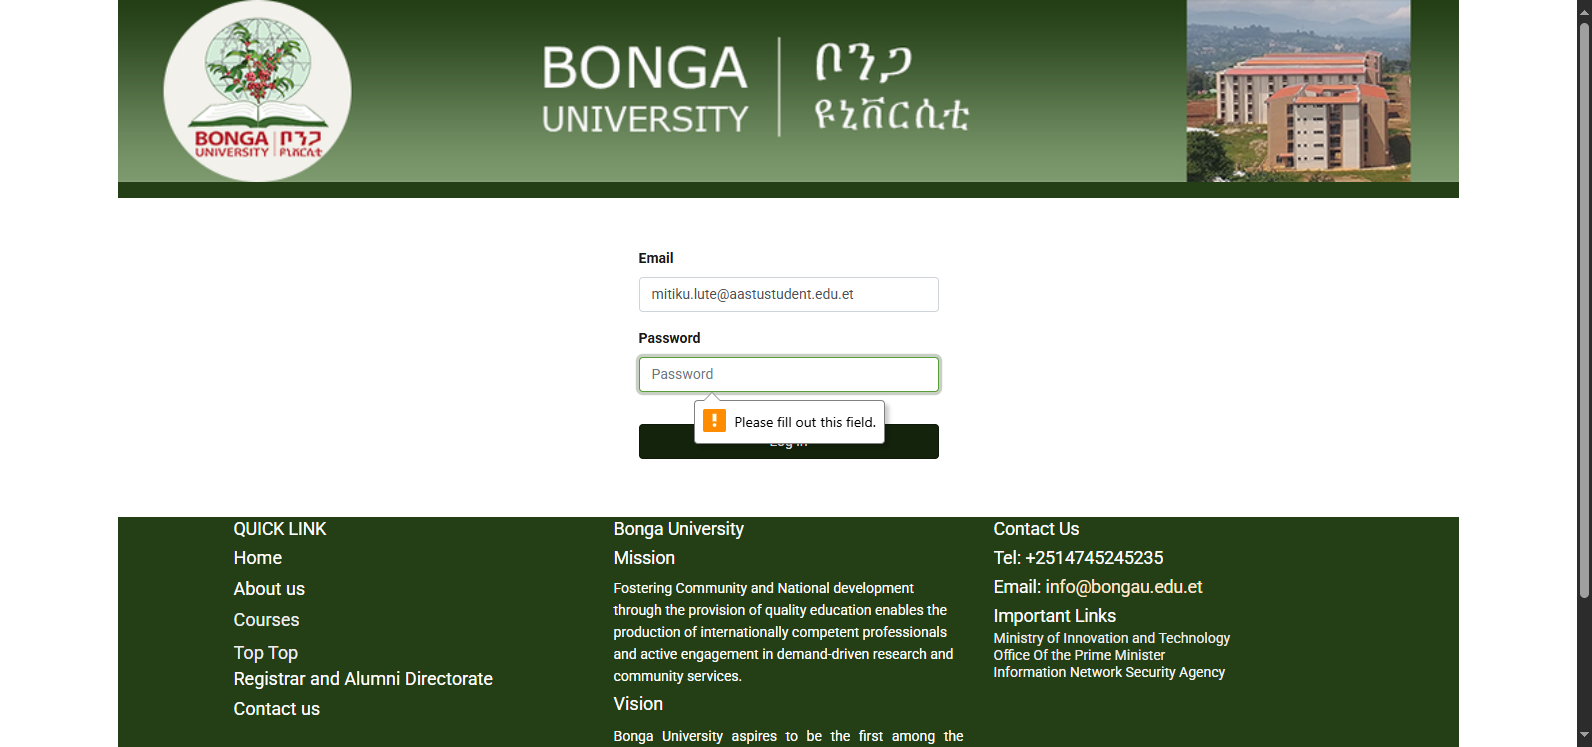 BONGA
UNIVERSITY
ቦንጋ
ዩኒቨርሲቲ
BONGA
UNIVERSITY
ቦንጋ
ዩኒቨርሲቲ
Email
mitiku.lute@aastustudent.edu.et
Password
Password
Please fill out this field.
Log in
QUICK LINK
Home
About us
Courses
Top Top
Registrar and Alumni Directorate
Contact us
Bonga University
Mission
Fostering Community and National development
through the provision of quality education enables the
production of internationally competent professionals
and active engagement in demand-driven research and
community services.
Vision
Bonga University aspires to be the first among the
Contact Us
Tel: +2514745245235
Email: info@bongau.edu.et
Important Links
Ministry of Innovation and Technology
Office Of the Prime Minister
Information Network Security Agency